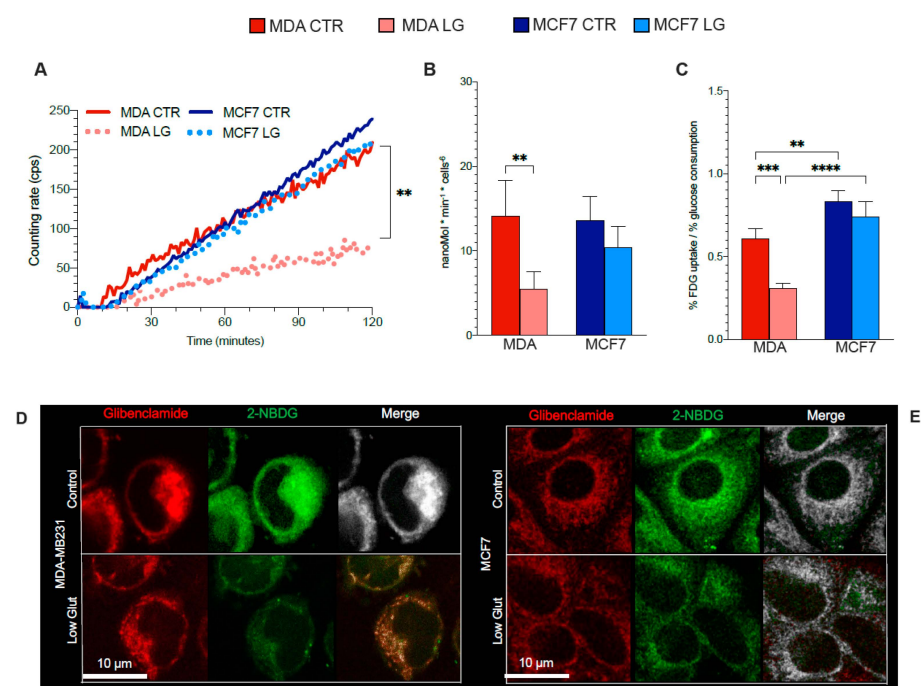 MDA CTR MDA LG MCF7 CTR MCF7 LG
A
MDA CTR MCF7 CTR
MDA LG MCF7 LG
Counting rate (cps)
250
200
150
100
50
0
0 30 60 90 120
Time (minutes)
**
B
nanoMol * min⁻¹ * cells⁻⁶
30
20
10
0
**
MDA MCF7
C
% FDG uptake / % glucose consumption
1.5
1.0
0.5
0.0
**
*** ****
MDA MCF7
D
Glibenclamide 2-NBDG Merge
MDA-MB231
Control
Low Glut
10 µm
E
Glibenclamide 2-NBDG Merge
MCF7
Control
Low Glut
10 µm